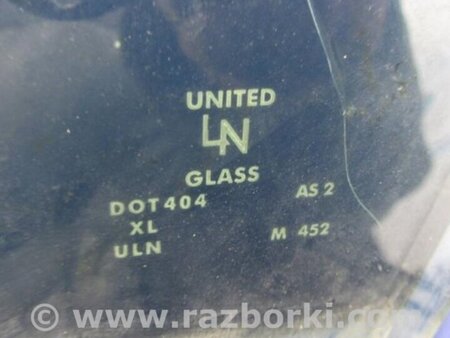 UNITED
LN
GLASS
DOT404 AS 2
XL
ULN M 452
© www.razborki.com